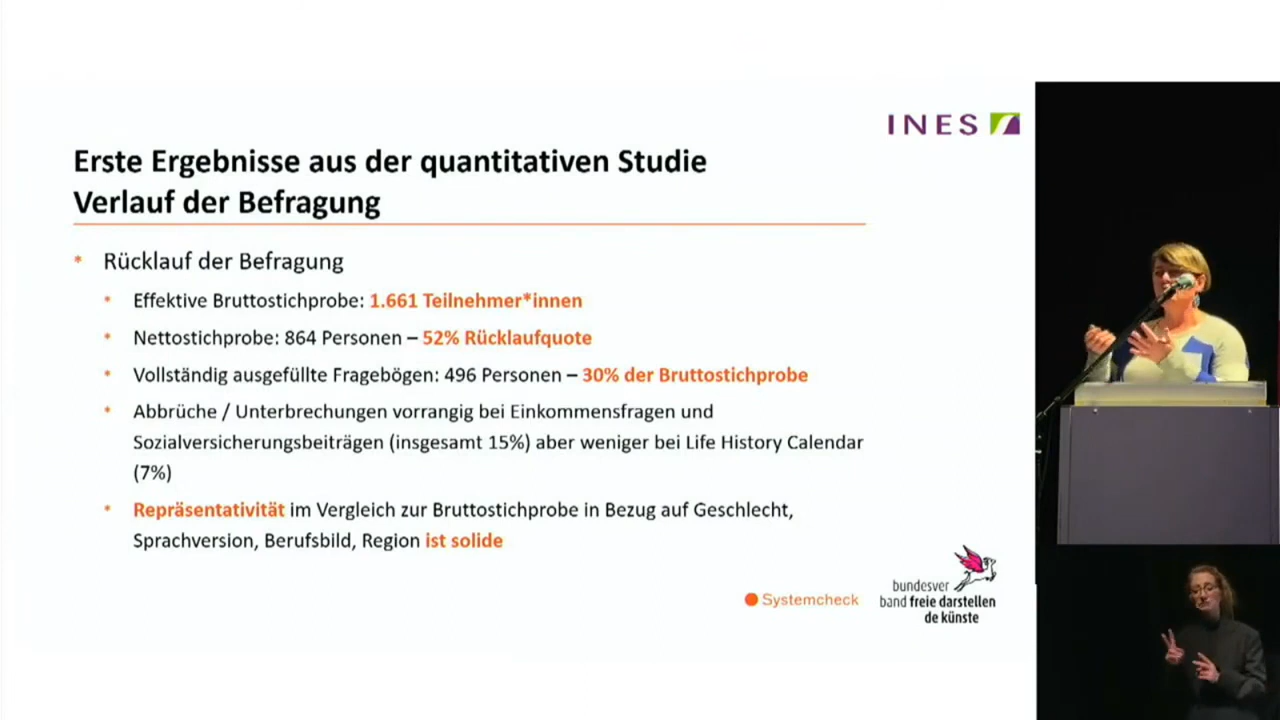 INES
Erste Ergebnisse aus der quantitativen Studie
Verlauf der Befragung
* Rücklauf der Befragung
* Effektive Bruttostichprobe: 1.661 Teilnehmer*innen
* Nettostichprobe: 864 Personen – 52% Rücklaufquote
* Vollständig ausgefüllte Fragebögen: 496 Personen – 30% der Bruttostichprobe
* Abbrüche / Unterbrechungen vorrangig bei Einkommensfragen und
Sozialversicherungsbeiträgen (insgesamt 15%) aber weniger bei Life History Calendar
(7%)
* Repräsentativität im Vergleich zur Bruttostichprobe in Bezug auf Geschlecht,
Sprachversion, Berufsbild, Region ist solide
Systemcheck
bundesver
band freie darstellen
de künste